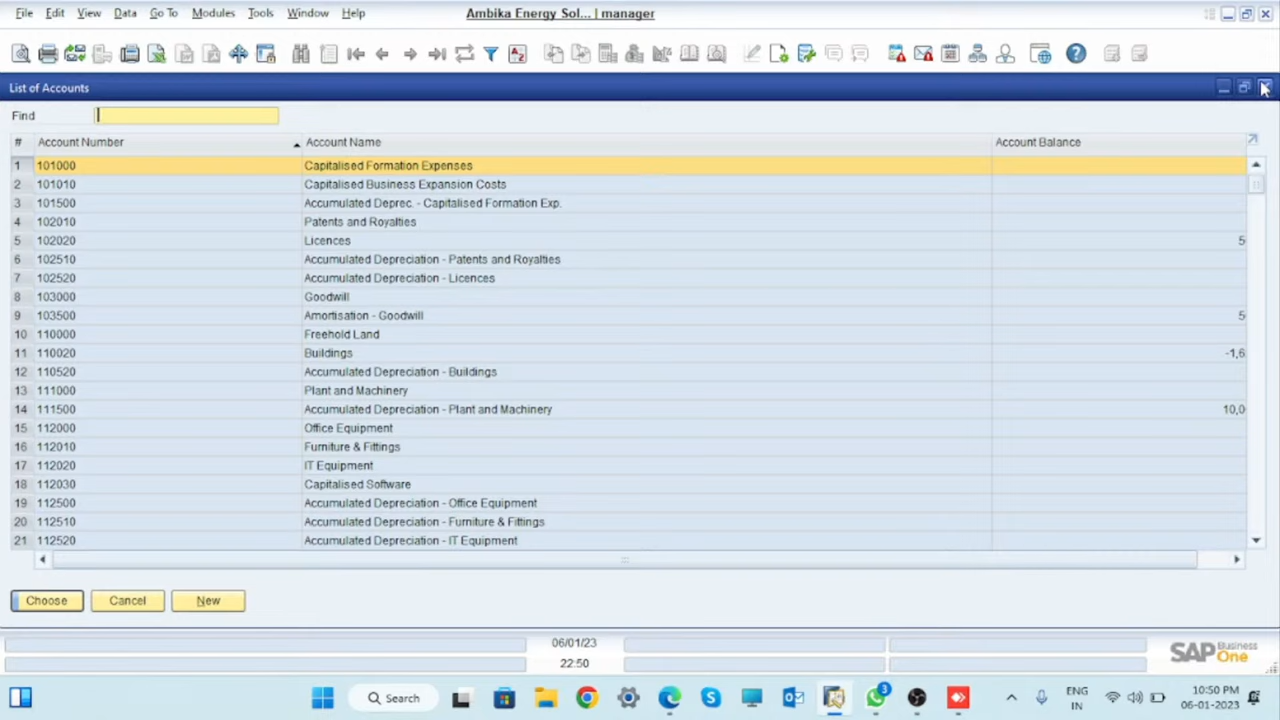 File Edit View Data Go To Modules Tools Window Help Ambika Energy Sol... | manager
List of Accounts
Find
# Account Number Account Name Account Balance
1 101000 Capitalised Formation Expenses
2 101010 Capitalised Business Expansion Costs
3 101500 Accumulated Deprec. - Capitalised Formation Exp.
4 102010 Patents and Royalties
5 102020 Licences 5
6 102510 Accumulated Depreciation - Patents and Royalties
7 102520 Accumulated Depreciation - Licences
8 103000 Goodwill
9 103500 Amortisation - Goodwill 5
10 110000 Freehold Land
11 110020 Buildings -1,6
12 110520 Accumulated Depreciation - Buildings
13 111000 Plant and Machinery
14 111500 Accumulated Depreciation - Plant and Machinery 10,0
15 112000 Office Equipment
16 112010 Furniture & Fittings
17 112020 IT Equipment
18 112030 Capitalised Software
19 112500 Accumulated Depreciation - Office Equipment
20 112510 Accumulated Depreciation - Furniture & Fittings
21 112520 Accumulated Depreciation - IT Equipment
Choose Cancel New
06/01/23
22:50
SAP Business One
Search 3 ENG IN 10:50 PM 06-01-2023